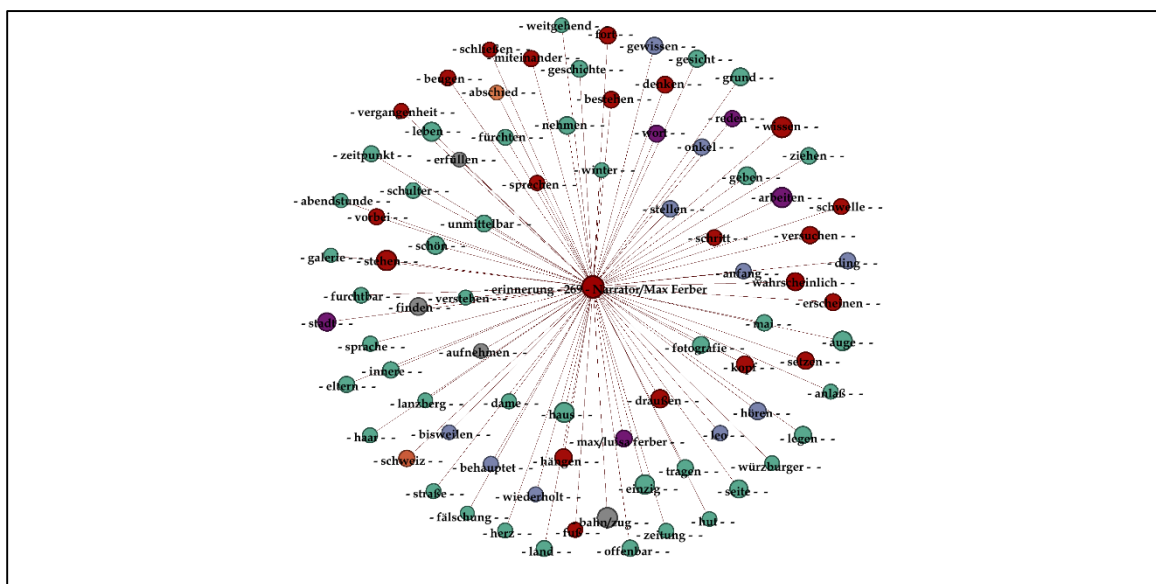 - weitgehend - -
- fort - -
- gewissen - -
- schließen - -
- miteinander - -
- geschichte - -
- gesicht - -
- grund - -
- beugen - -
- abschied - -
- bestehen - -
- denken - -
- vergangenheit - -
- leben - -
- fürchten - -
- nehmen - -
- wort - -
- reden - -
- wissen - -
- zeitpunkt - -
- erfüllen - -
- onkel - -
- ziehen - -
- winter - -
- sprechen - -
- geben - -
- schulter - -
- abendstunde - -
- arbeiten - -
- vorbei - -
- unmittelbar - -
- stellen - -
- schwelle - -
- schön - -
- schritt - -
- versuchen - -
- galerie - -
- stehen - -
- anfang - -
- ding - -
- wahrscheinlich - -
erinnerung - 269 - Narrator/Max Ferber
- furchtbar - -
- verstehen - -
- finden - -
- erscheinen - -
- stadt - -
- mai - -
- sprache - -
- aufnehmen - -
- fotografie - -
- auge - -
- eltern - -
- innere - -
- kopf - -
- setzen - -
- lanzberg - -
- dame - -
- draußen - -
- anlaß - -
- haar - -
- bisweilen - -
- haus - -
- hören - -
- max/luisa ferber - -
- leo - -
- legen - -
- schweiz - -
- behauptet - -
- hängen - -
- tragen - -
- würzburger - -
- straße - -
- wiederholt - -
- einzig - -
- seite - -
- fälschung - -
- herz - -
- fuß - -
- bahn/zug - -
- zeitung - -
- hut - -
- land - -
- offenbar - -